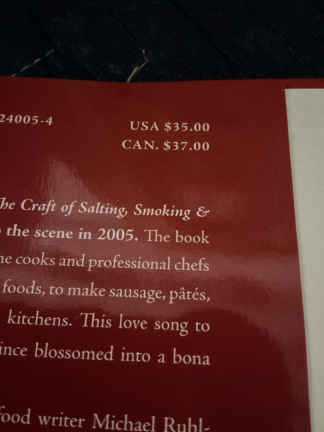 24005-4
USA $35.00
CAN. $37.00
The Craft of Salting, Smoking &
the scene in 2005. The book
cooks and professional chefs
foods, to make sausage, pâtés,
kitchens. This love song to
blossomed into a bona
food writer Michael Ruhl-